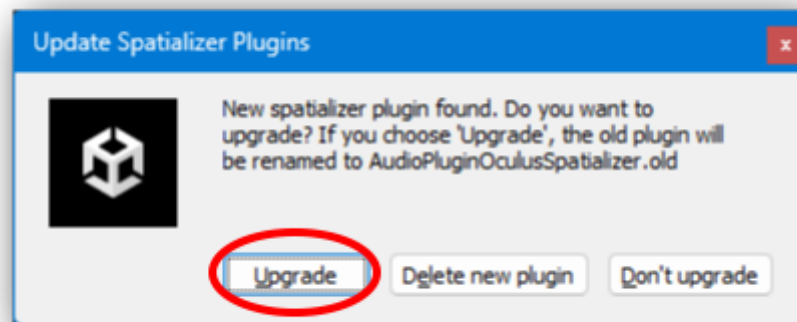 Update Spatializer Plugins
x
New spatializer plugin found. Do you want to
upgrade? If you choose 'Upgrade', the old plugin will
be renamed to AudioPluginOculusSpatializer.old
Upgrade Delete new plugin Don't upgrade